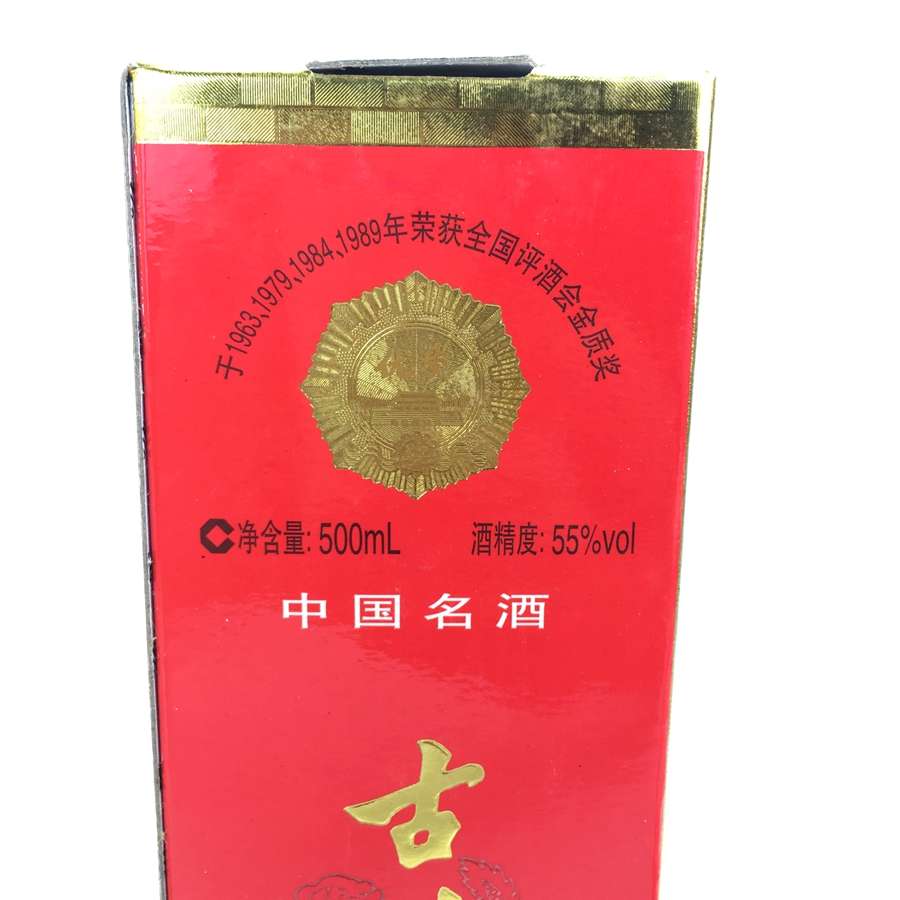 于1963、1979、1984、1989年荣获全国评酒会金质奖
净含量: 500mL 酒精度: 55%vol
中国名酒
古